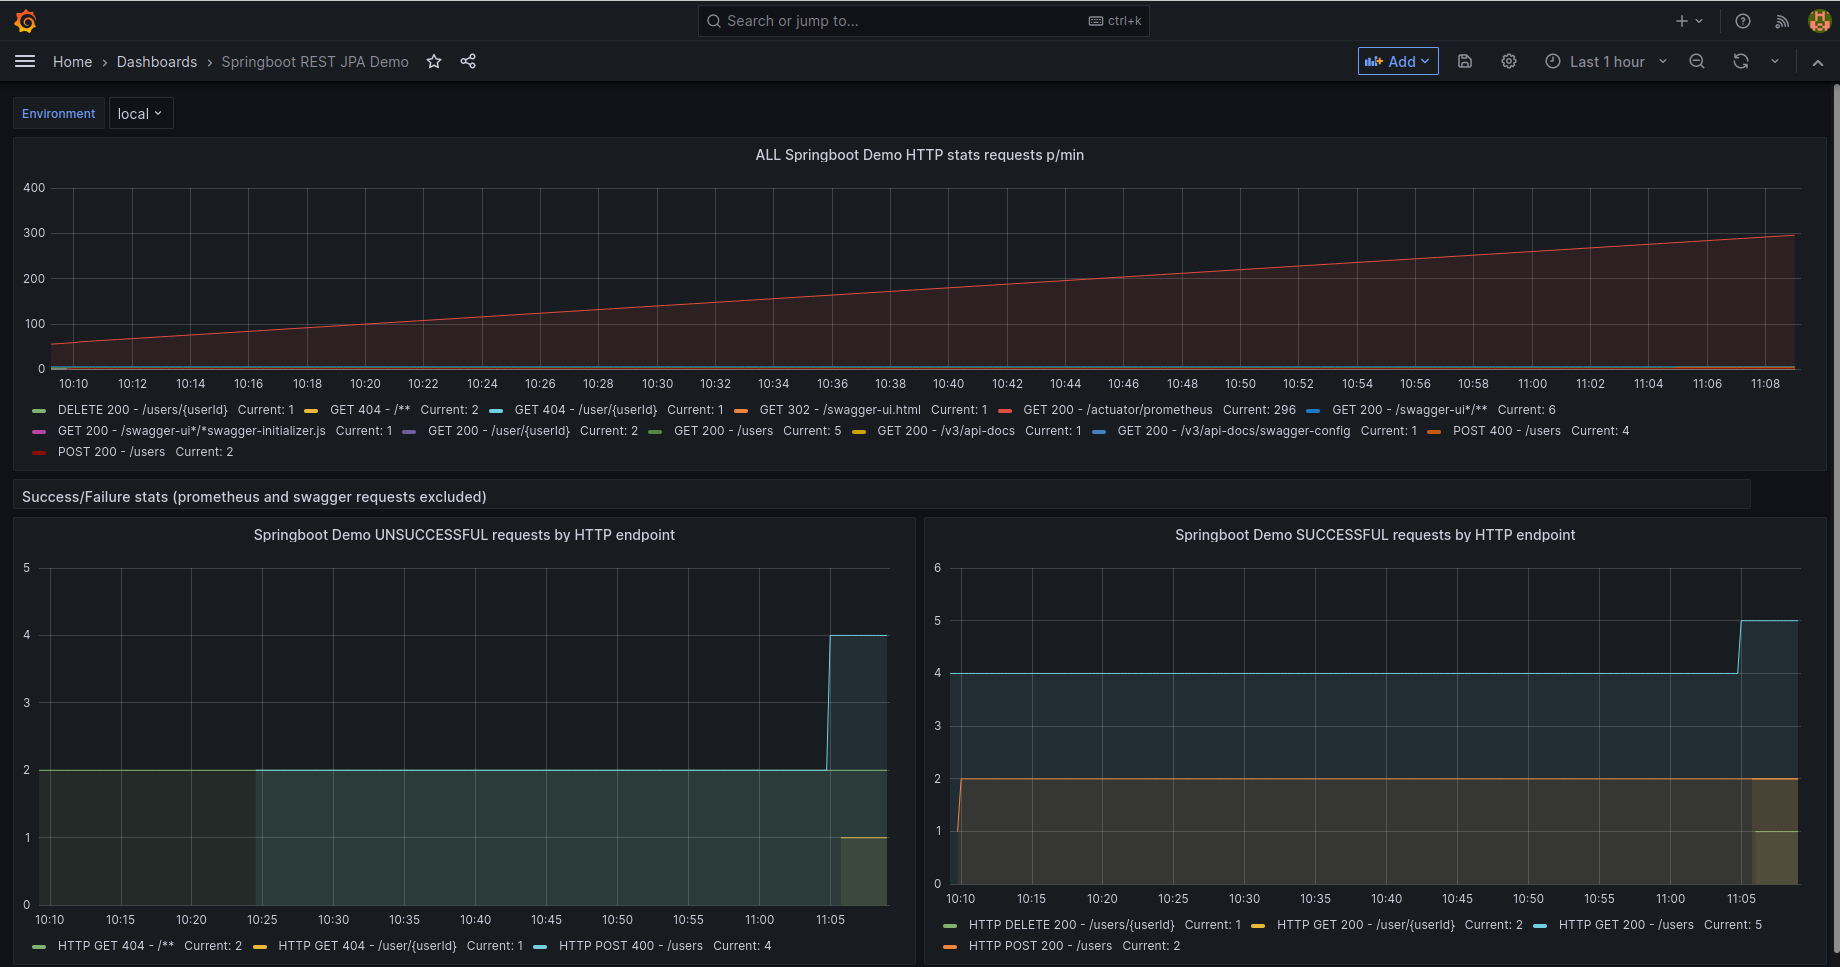 Search or jump to... ctrl+k
Home › Dashboards › Springboot REST JPA Demo Add Last 1 hour
Environment local
ALL Springboot Demo HTTP stats requests p/min
400
300
200
100
0
10:10 10:12 10:14 10:16 10:18 10:20 10:22 10:24 10:26 10:28 10:30 10:32 10:34 10:36 10:38 10:40 10:42 10:44 10:46 10:48 10:50 10:52 10:54 10:56 10:58 11:00 11:02 11:04 11:06 11:08
DELETE 200 - /users/{userId} Current: 1 GET 404 - /** Current: 2 GET 404 - /user/{userId} Current: 1 GET 302 - /swagger-ui.html Current: 1 GET 200 - /actuator/prometheus Current: 296 GET 200 - /swagger-ui*/** Current: 6
GET 200 - /swagger-ui*/*swagger-initializer.js Current: 1 GET 200 - /user/{userId} Current: 2 GET 200 - /users Current: 5 GET 200 - /v3/api-docs Current: 1 GET 200 - /v3/api-docs/swagger-config Current: 1 POST 400 - /users Current: 4
POST 200 - /users Current: 2
Success/Failure stats (prometheus and swagger requests excluded)
Springboot Demo UNSUCCESSFUL requests by HTTP endpoint
5
4
3
2
1
0
10:10 10:15 10:20 10:25 10:30 10:35 10:40 10:45 10:50 10:55 11:00 11:05
HTTP GET 404 - /** Current: 2 HTTP GET 404 - /user/{userId} Current: 1 HTTP POST 400 - /users Current: 4
Springboot Demo SUCCESSFUL requests by HTTP endpoint
6
5
4
3
2
1
0
10:10 10:15 10:20 10:25 10:30 10:35 10:40 10:45 10:50 10:55 11:00 11:05
HTTP DELETE 200 - /users/{userId} Current: 1 HTTP GET 200 - /user/{userId} Current: 2 HTTP GET 200 - /users Current: 5
HTTP POST 200 - /users Current: 2